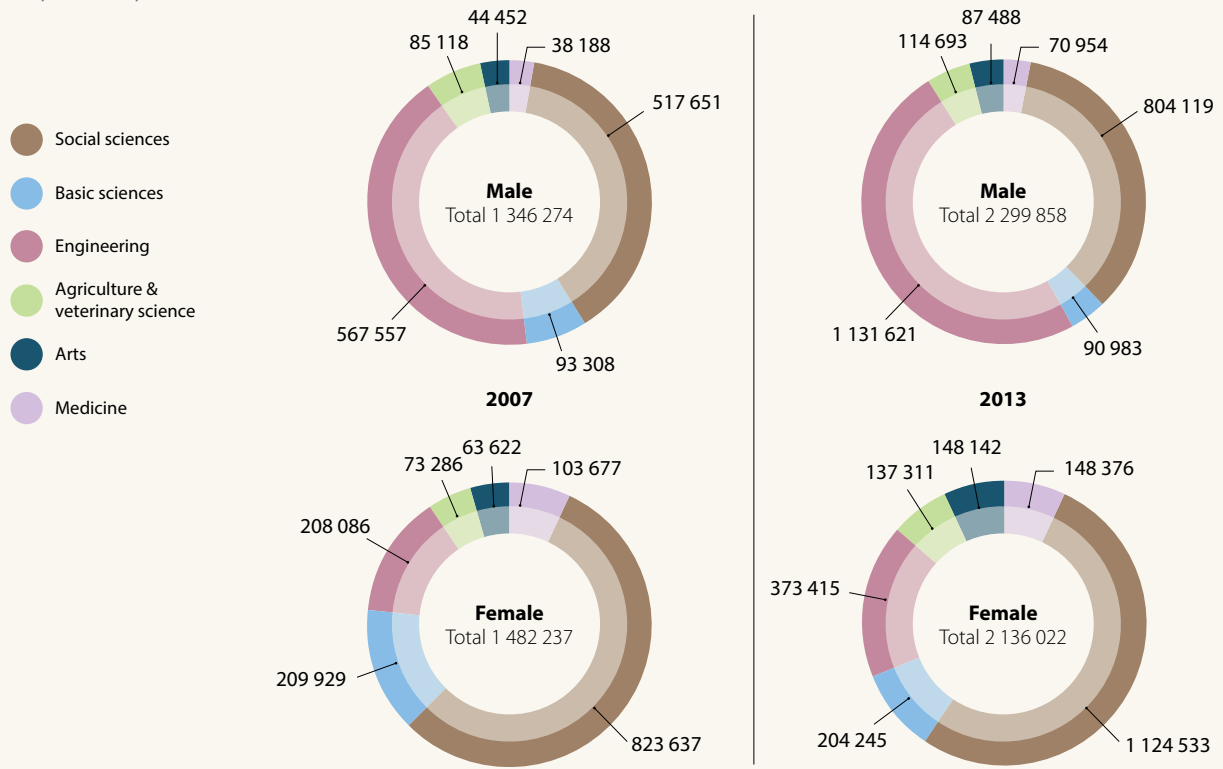 Social sciences
Basic sciences
Engineering
Agriculture &
veterinary science
Arts
Medicine
44 452
85 118
38 188
517 651
Male
Total 1 346 274
567 557
93 308
2007
63 622
73 286
103 677
208 086
Female
Total 1 482 237
209 929
823 637
87 488
114 693
70 954
804 119
Male
Total 2 299 858
1 131 621
90 983
2013
148 142
137 311
148 376
373 415
Female
Total 2 136 022
204 245
1 124 533